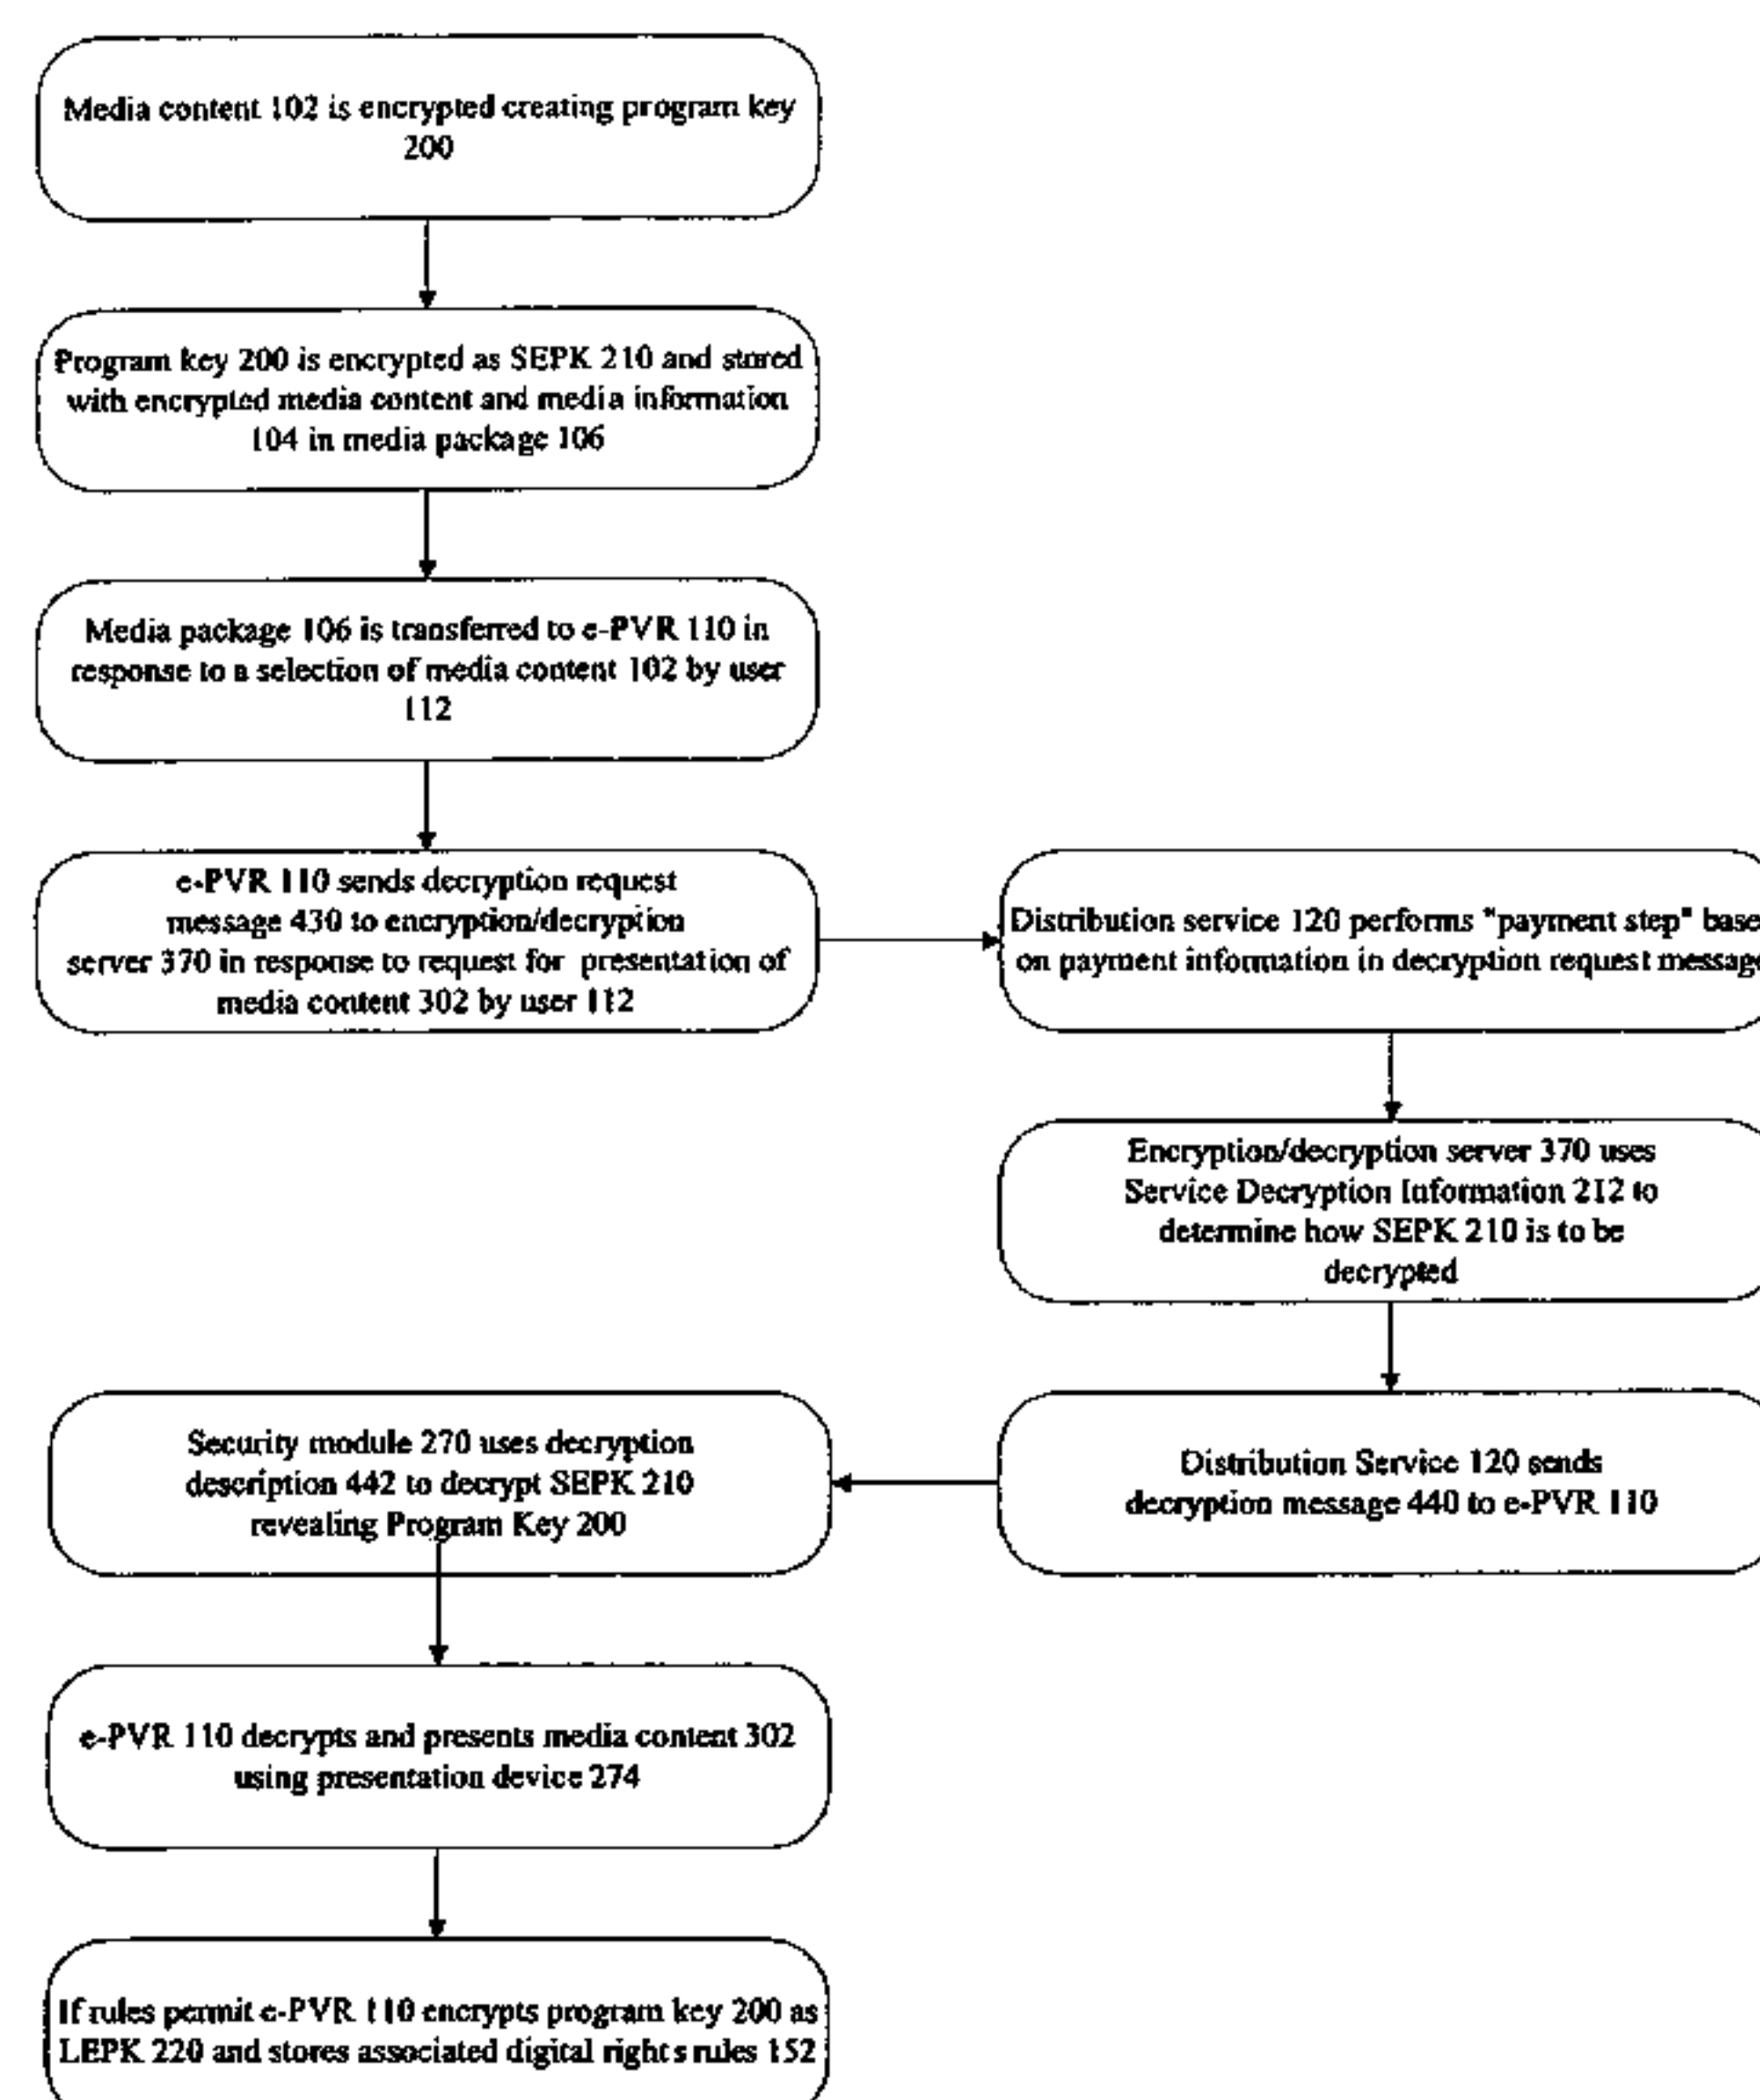 Media content 102 is encrypted creating program key
200
Program key 200 is encrypted as SEPK 210 and stored
with encrypted media content and media information
104 in media package 106
Media package 106 is transferred to e-PVR 110 in
response to a selection of media content 102 by user
112
e-PVR 110 sends decryption request
message 430 to encryption/decryption
server 370 in response to request for presentation of
media content 302 by user 112
Distribution service 120 performs "payment step"
on payment information in decryption request message
Encryption/decryption server 370 uses
Service Decryption Information 212 to
determine how SEPK 210 is to be
decrypted
Distribution Service 120 sends
decryption message 440 to e-PVR 110
Security module 270 uses decryption
description 442 to decrypt SEPK 210
revealing Program Key 200
e-PVR 110 decrypts and presents media content 302
using presentation device 274
If rules permit e-PVR 110 encrypts program key 200 as
LEPK 220 and stores associated digital rights rules 152